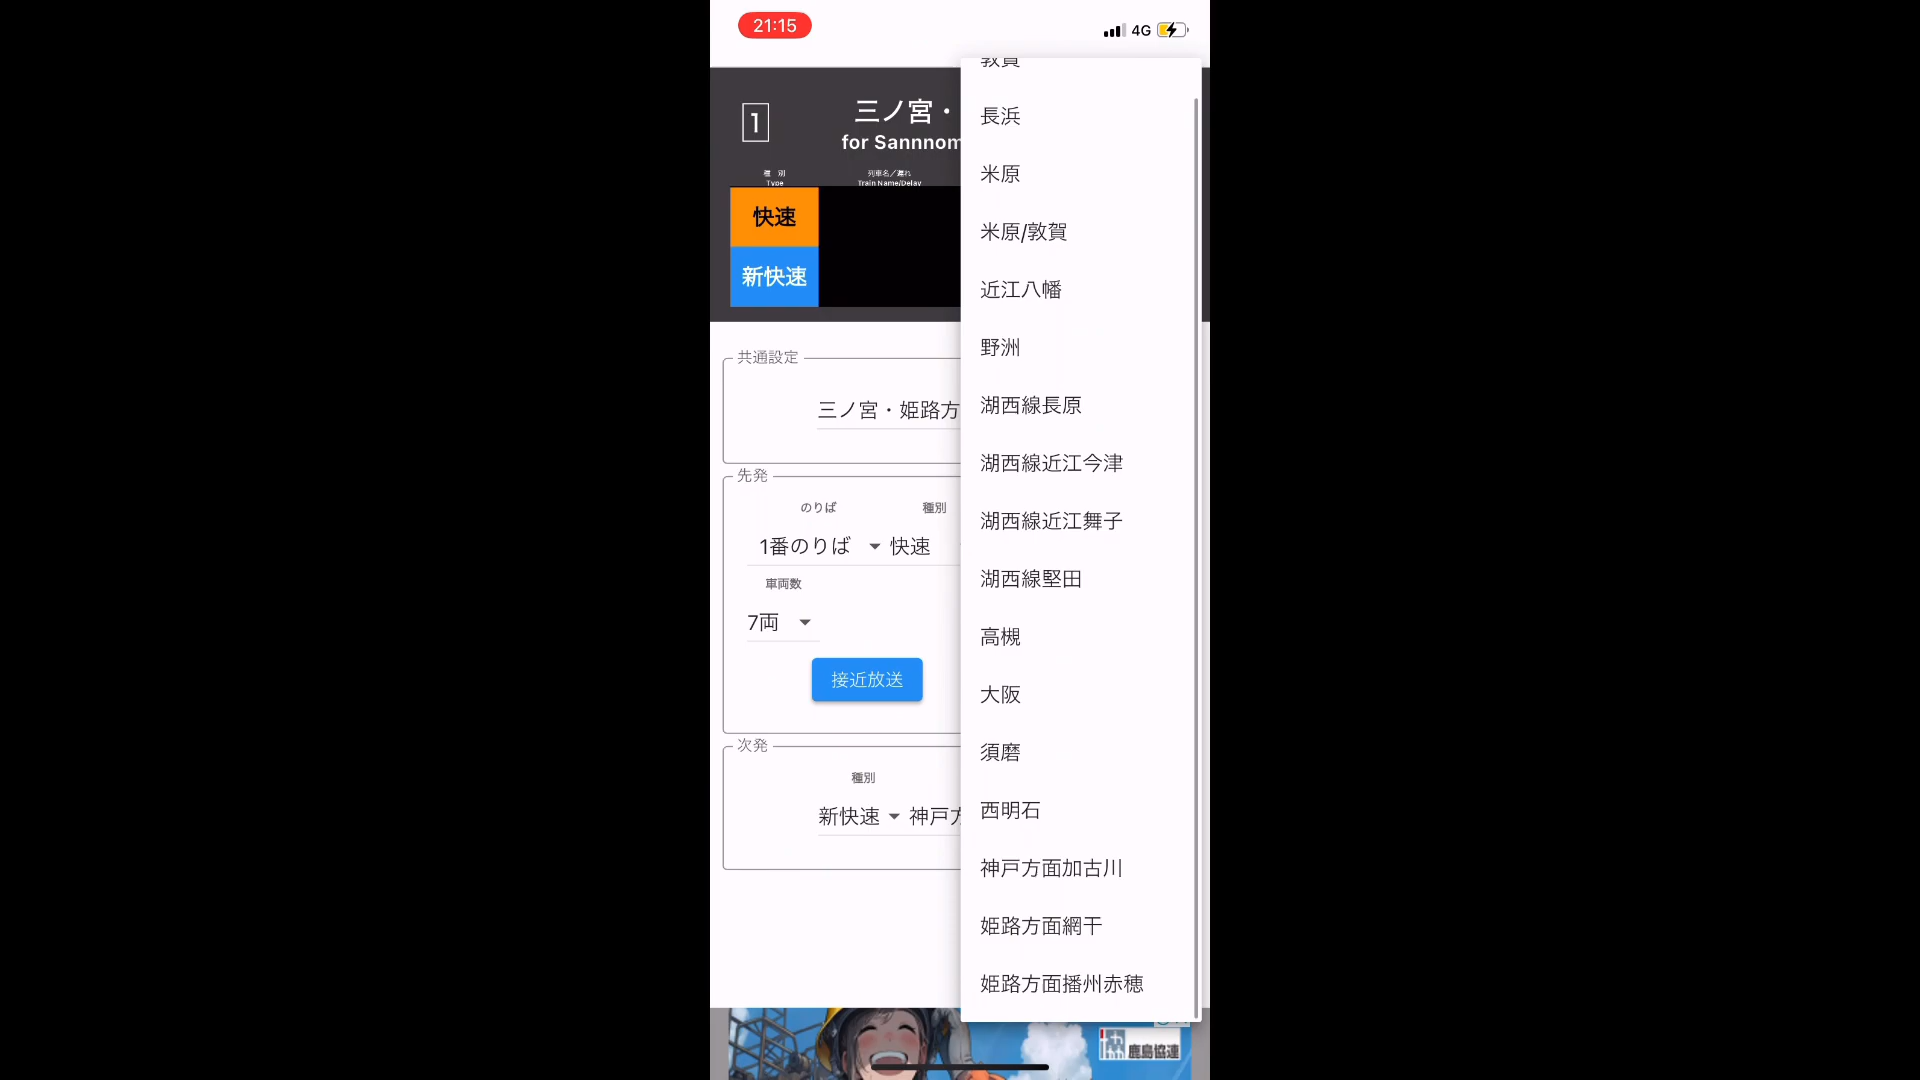 21:15
4G
1
三ノ宮・
for Sannnom
種 別
Type
列車名／遅れ
Train Name/Delay
快速
新快速
共通設定
三ノ宮・姫路方
先発
のりば
種別
1番のりば
快速
車両数
7両
接近放送
次発
種別
新快速
神戸方
敦賀
長浜
米原
米原/敦賀
近江八幡
野洲
湖西線長原
湖西線近江今津
湖西線近江舞子
湖西線堅田
高槻
大阪
須磨
西明石
神戸方面加古川
姫路方面網干
姫路方面播州赤穂
鹿島協連